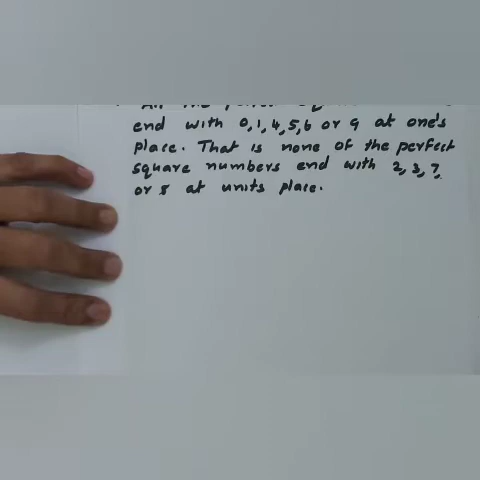 end with 0,1,4,5,6 or 9 at one's
place. That is none of the perfect
square numbers end with 2, 3, 7,
or 8 at units place.